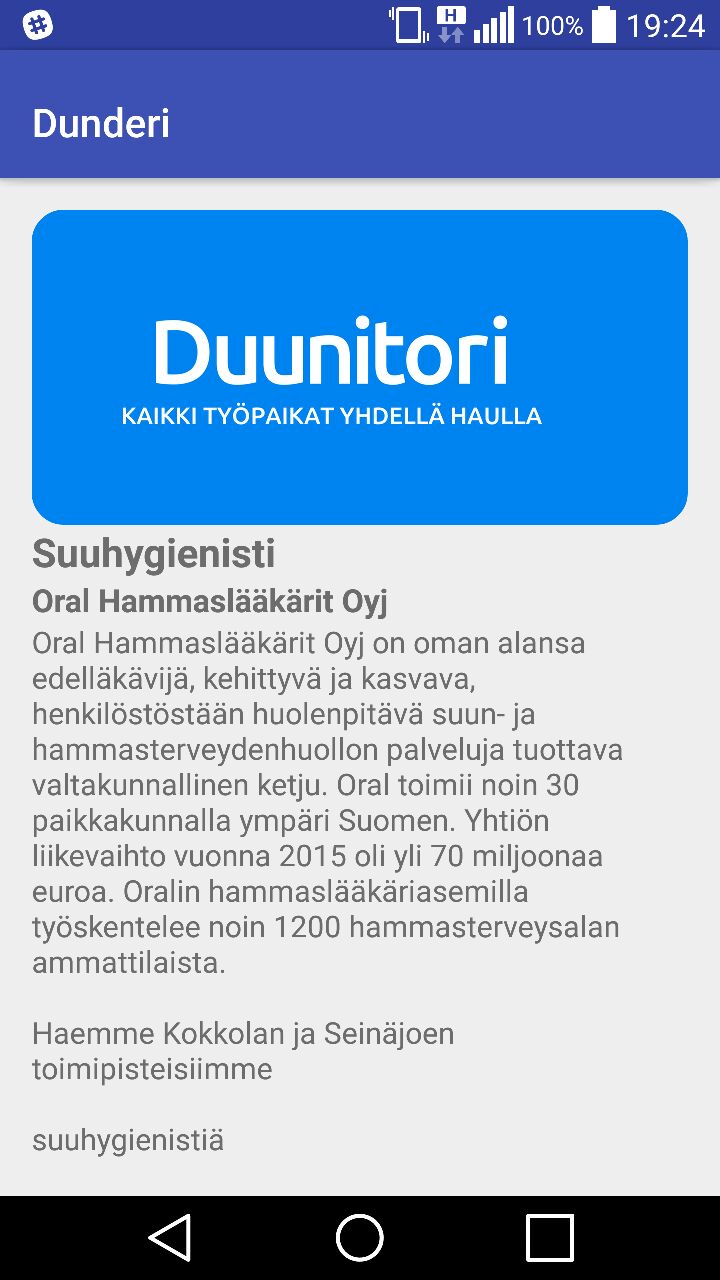 H 100% 19:24
Dunderi
Duunitori
KAIKKI TYÖPAIKAT YHDELLÄ HAULLA
Suuhygienisti
Oral Hammaslääkärit Oyj
Oral Hammaslääkärit Oyj on oman alansa
edelläkävijä, kehittyvä ja kasvava,
henkilöstöstään huolenpitävä suun- ja
hammasterveydenhuollon palveluja tuottava
valtakunnallinen ketju. Oral toimii noin 30
paikkakunnalla ympäri Suomen. Yhtiön
liikevaihto vuonna 2015 oli yli 70 miljoonaa
euroa. Oralin hammaslääkäriasemilla
työskentelee noin 1200 hammasterveysalan
ammattilaista.
Haemme Kokkolan ja Seinäjoen
toimipisteisiimme
suuhygienistiä